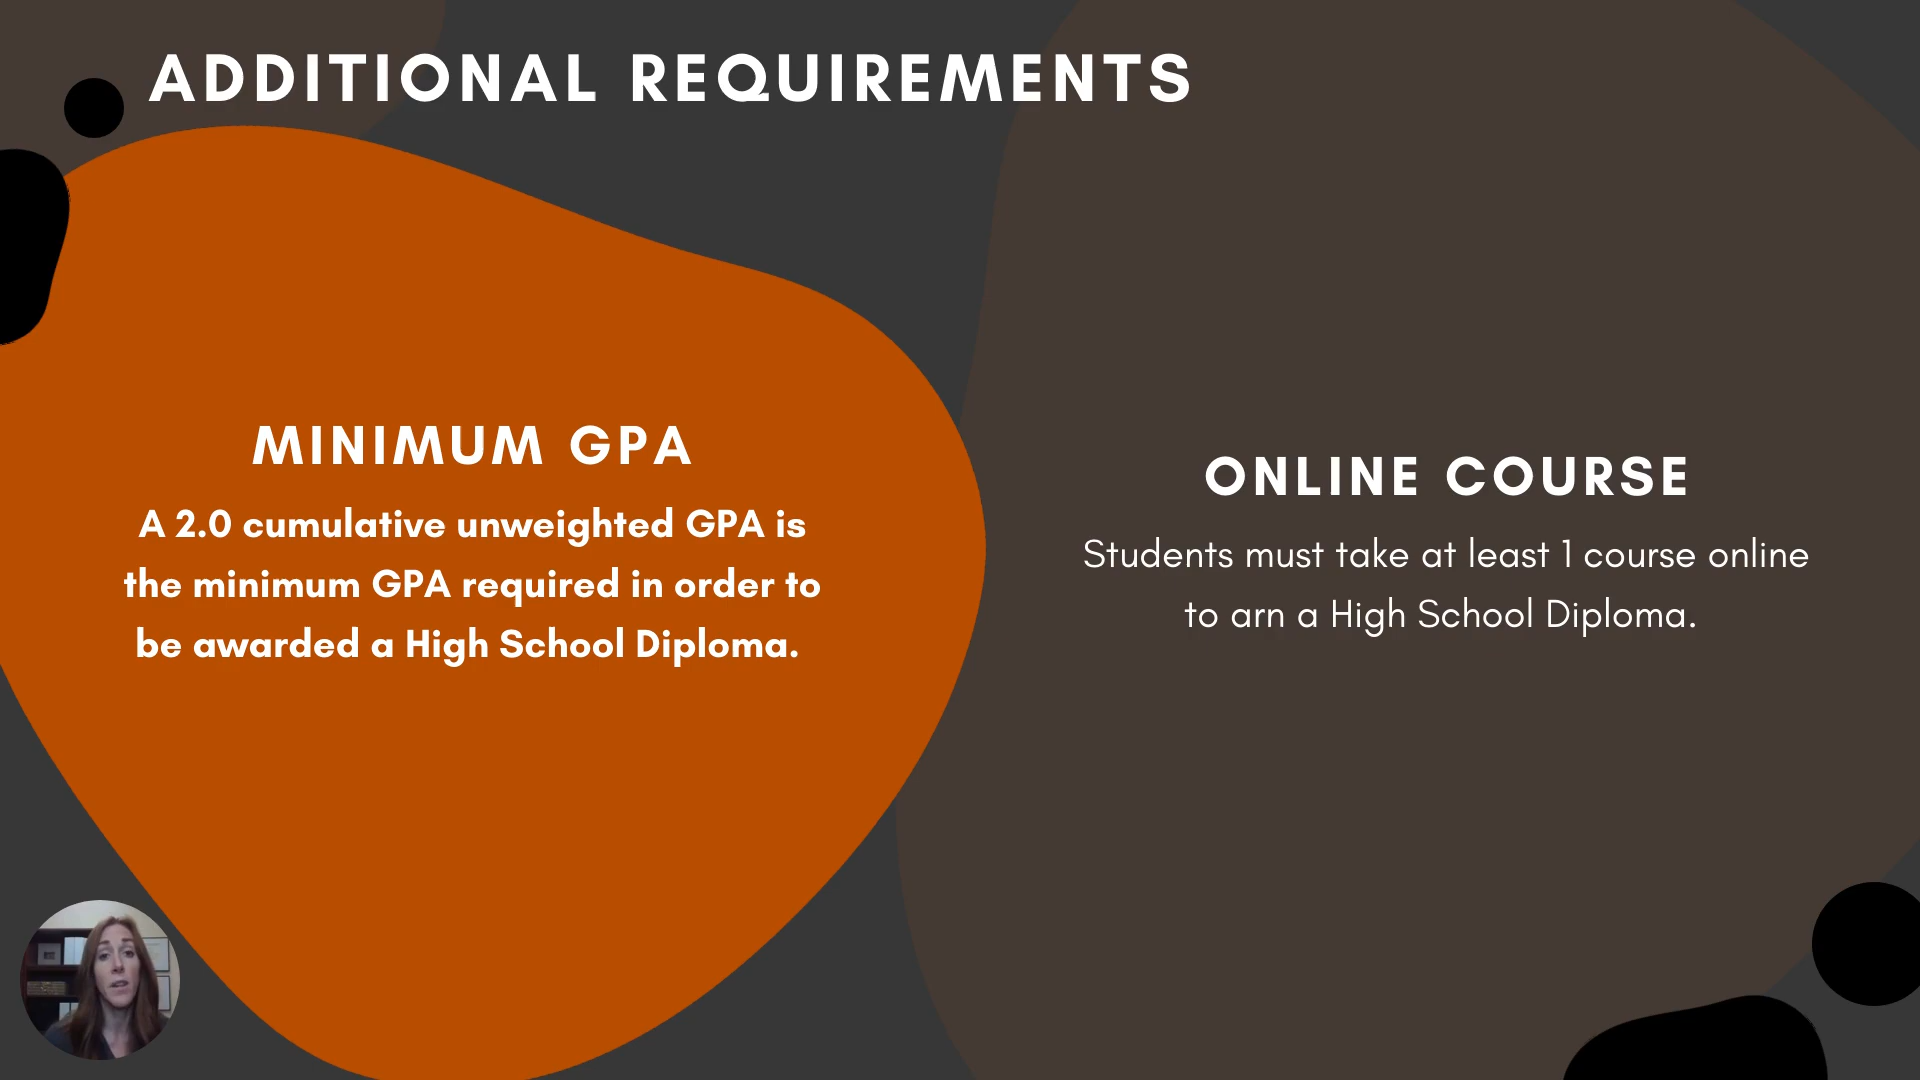 ADDITIONAL REQUIREMENTS
MINIMUM GPA
A 2.0 cumulative unweighted GPA is
the minimum GPA required in order to
be awarded a High School Diploma.
ONLINE COURSE
Students must take at least 1 course online
to arn a High School Diploma.